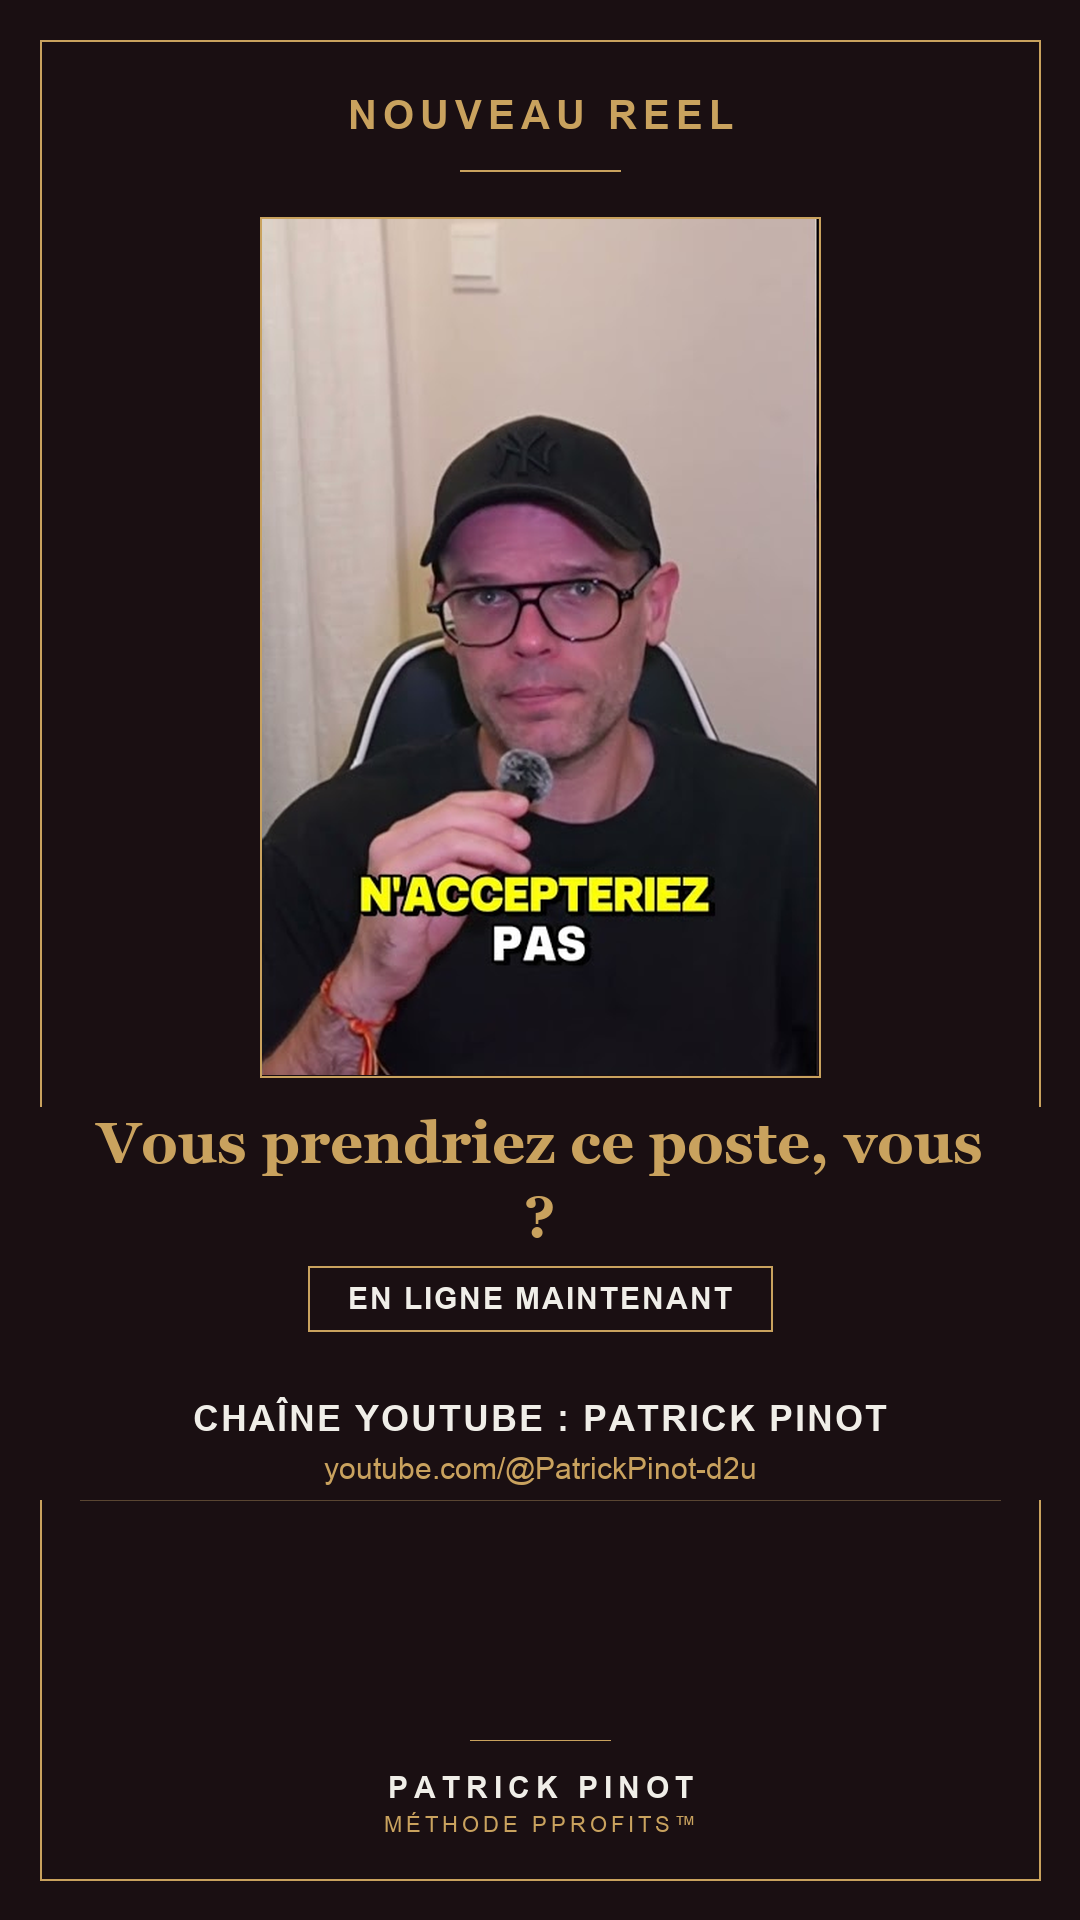 NOUVEAU REEL
NY
N'ACCEPTERIEZ
PAS
Vous prendriez ce poste, vous
?
EN LIGNE MAINTENANT
CHAÎNE YOUTUBE : PATRICK PINOT
youtube.com/@PatrickPinot-d2u
PATRICK PINOT
MÉTHODE PPROFITS™